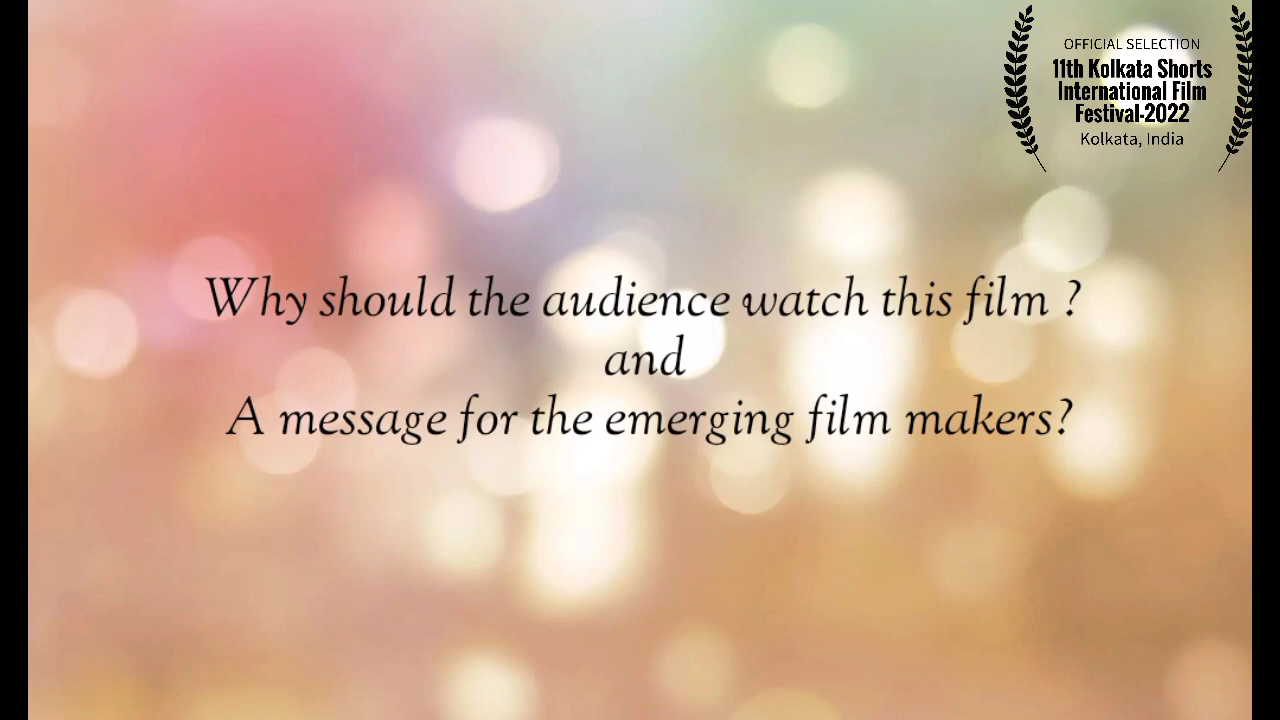 OFFICIAL SELECTION
11th Kolkata Shorts
International Film
Festival-2022
Kolkata, India
Why should the audience watch this film ?
and
A message for the emerging film makers?